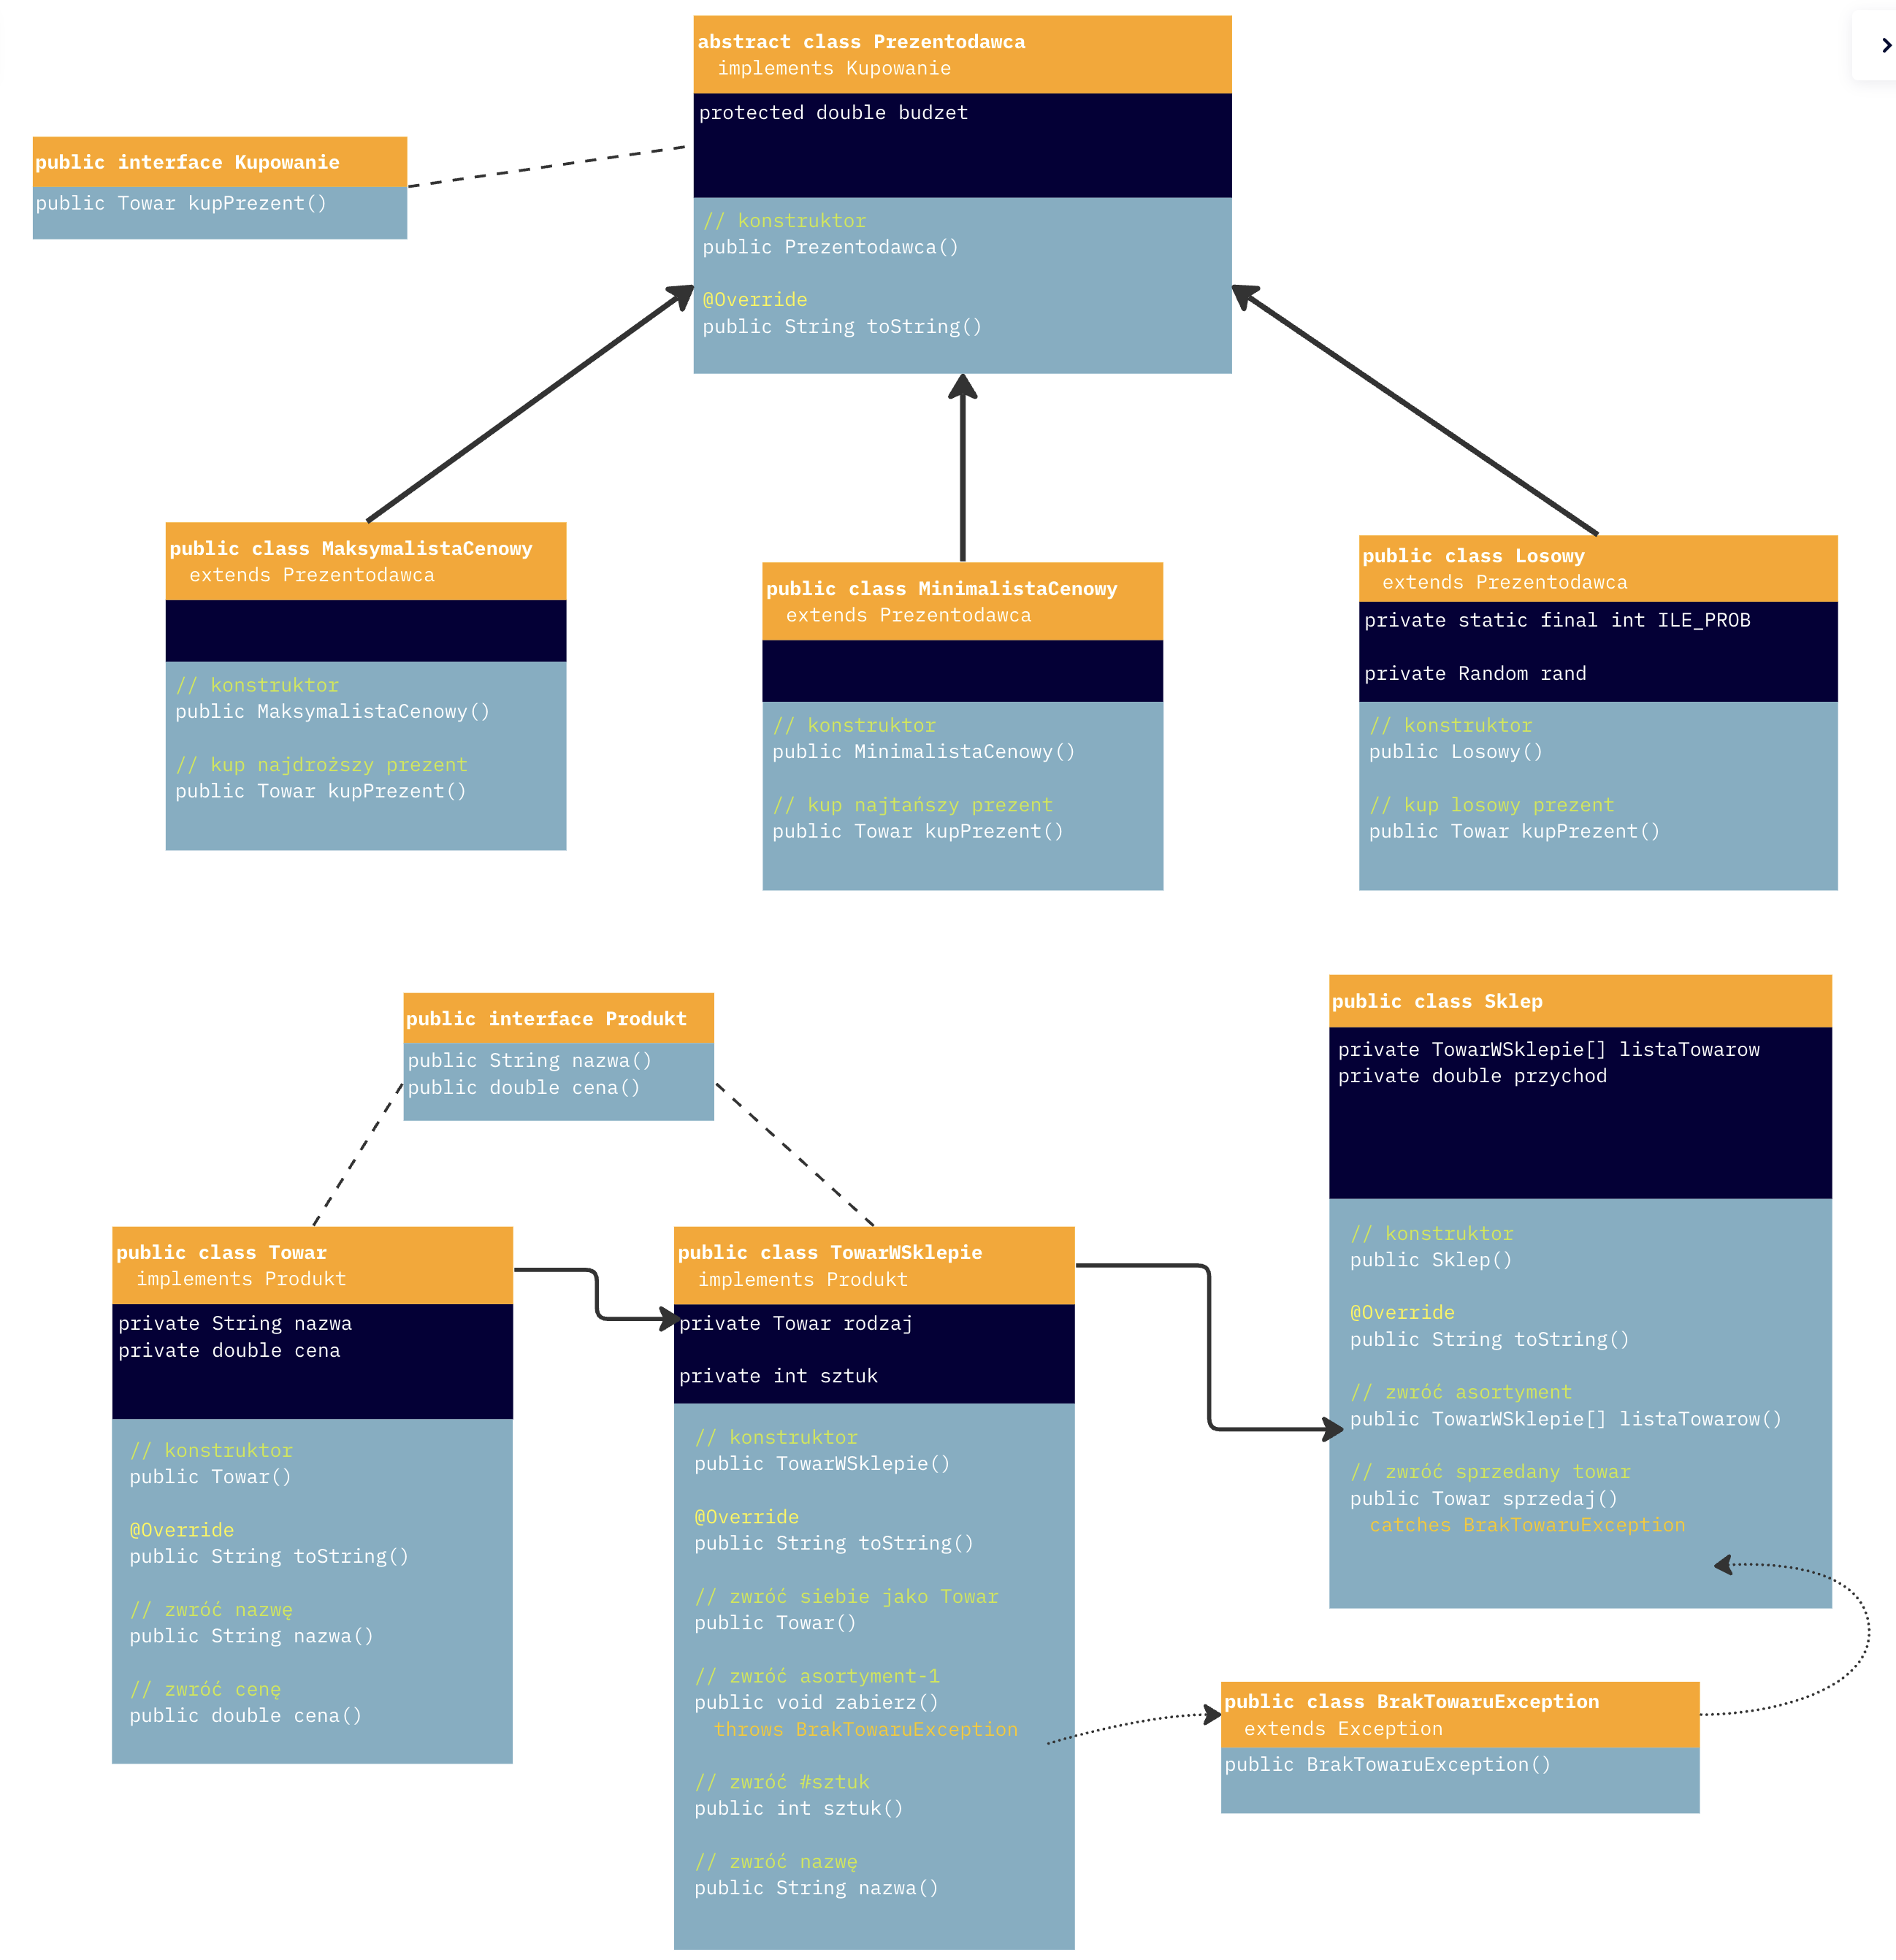 abstract class Prezentodawca
implements Kupowanie
protected double budzet
// konstruktor
public Prezentodawca()
@Override
public String toString()
public interface Kupowanie
public Towar kupPrezent()
public class MaksymalistaCenowy
extends Prezentodawca
// konstruktor
public MaksymalistaCenowy()
// kup najdroższy prezent
public Towar kupPrezent()
public class MinimalistaCenowy
extends Prezentodawca
// konstruktor
public MinimalistaCenowy()
// kup najtańszy prezent
public Towar kupPrezent()
public class Losowy
extends Prezentodawca
private static final int ILE_PROB
private Random rand
// konstruktor
public Losowy()
// kup losowy prezent
public Towar kupPrezent()
public interface Produkt
public String nazwa()
public double cena()
public class Towar
implements Produkt
private String nazwa
private double cena
// konstruktor
public Towar()
@Override
public String toString()
// zwróć nazwę
public String nazwa()
// zwróć cenę
public double cena()
public class TowarWSklepie
implements Produkt
private Towar rodzaj
private int sztuk
// konstruktor
public TowarWSklepie()
@Override
public String toString()
// zwróć siebie jako Towar
public Towar()
// zwróć asortyment-1
public void zabierz()
throws BrakTowaruException
// zwróć #sztuk
public int sztuk()
// zwróć nazwę
public String nazwa()
public class Sklep
private TowarWSklepie[] listaTowarow
private double przychod
// konstruktor
public Sklep()
@Override
public String toString()
// zwróć asortyment
public TowarWSklepie[] listaTowarow()
// zwróć sprzedany towar
public Towar sprzedaj()
catches BrakTowaruException
public class BrakTowaruException
extends Exception
public BrakTowaruException()